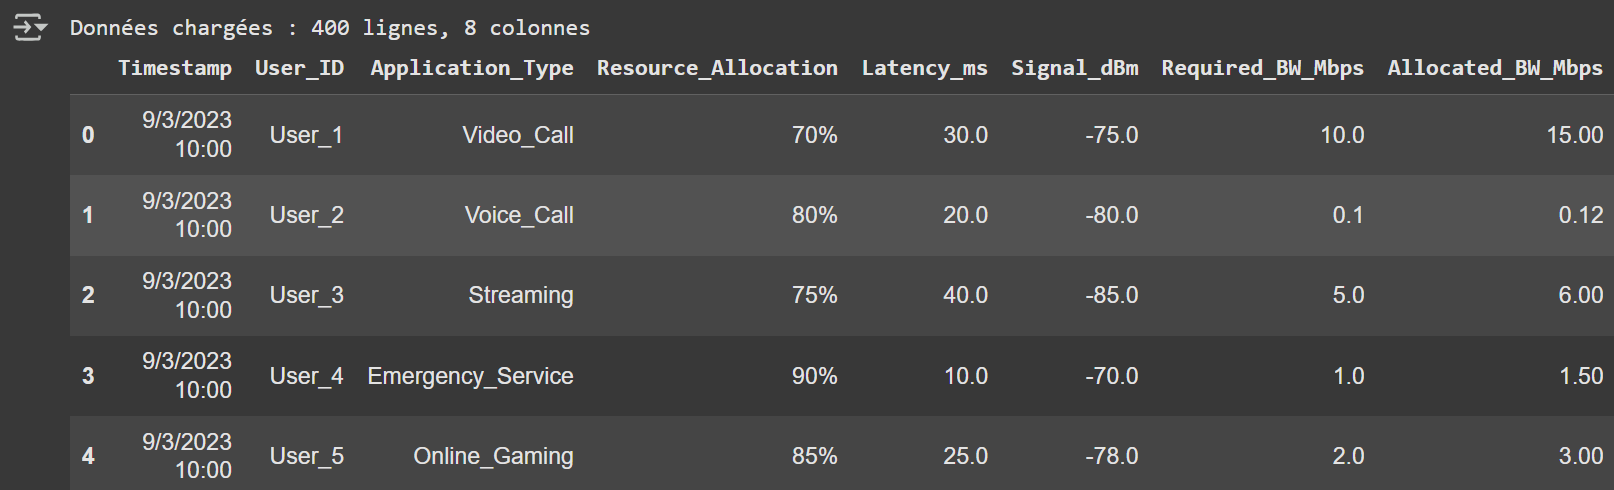 Données chargées : 400 lignes, 8 colonnes
Timestamp User_ID Application_Type Resource_Allocation Latency_ms Signal_dBm Required_BW_Mbps Allocated_BW_Mbps
0 9/3/2023 10:00 User_1 Video_Call 70% 30.0 -75.0 10.0 15.00
1 9/3/2023 10:00 User_2 Voice_Call 80% 20.0 -80.0 0.1 0.12
2 9/3/2023 10:00 User_3 Streaming 75% 40.0 -85.0 5.0 6.00
3 9/3/2023 10:00 User_4 Emergency_Service 90% 10.0 -70.0 1.0 1.50
4 9/3/2023 10:00 User_5 Online_Gaming 85% 25.0 -78.0 2.0 3.00